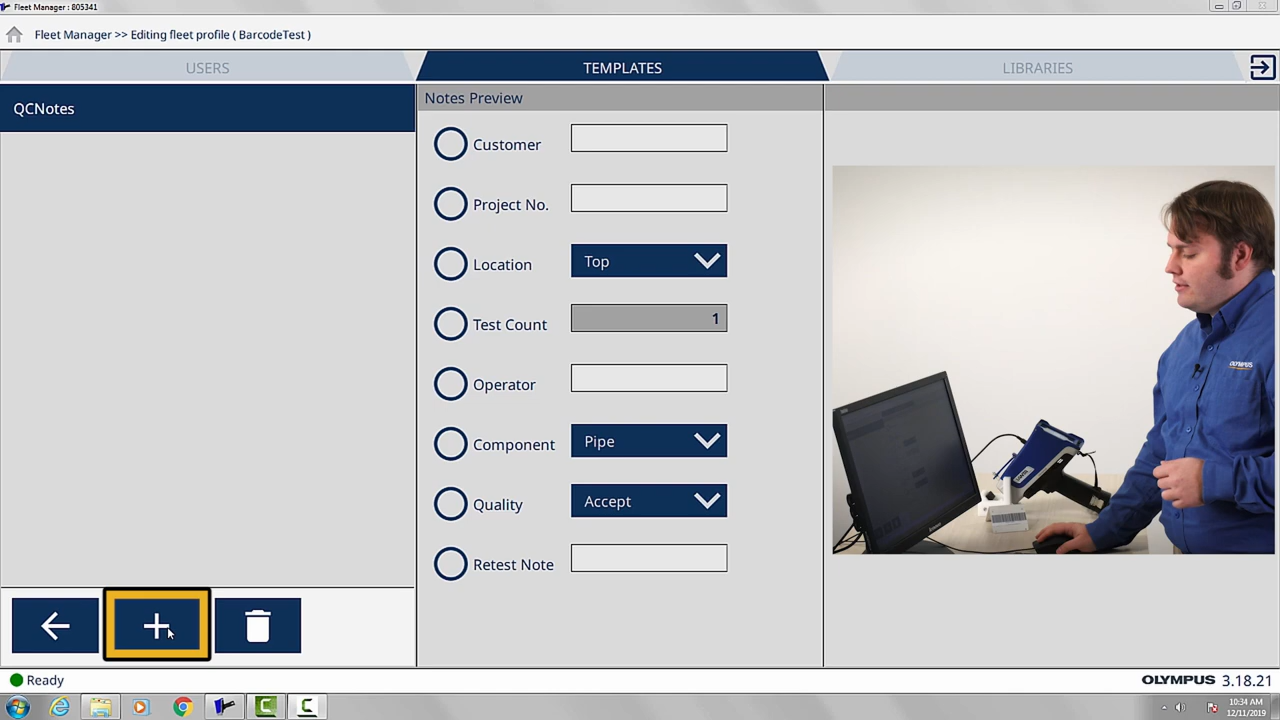 Fleet Manager : 805341
Fleet Manager >> Editing fleet profile ( BarcodeTest )
USERS
TEMPLATES
LIBRARIES
QCNotes
Notes Preview
Customer
Project No.
Location
Top
Test Count
1
Operator
Component
Pipe
Quality
Accept
Retest Note
OLYMPUS
Ready
OLYMPUS 3.18.21
10:34 AM
12/11/2019